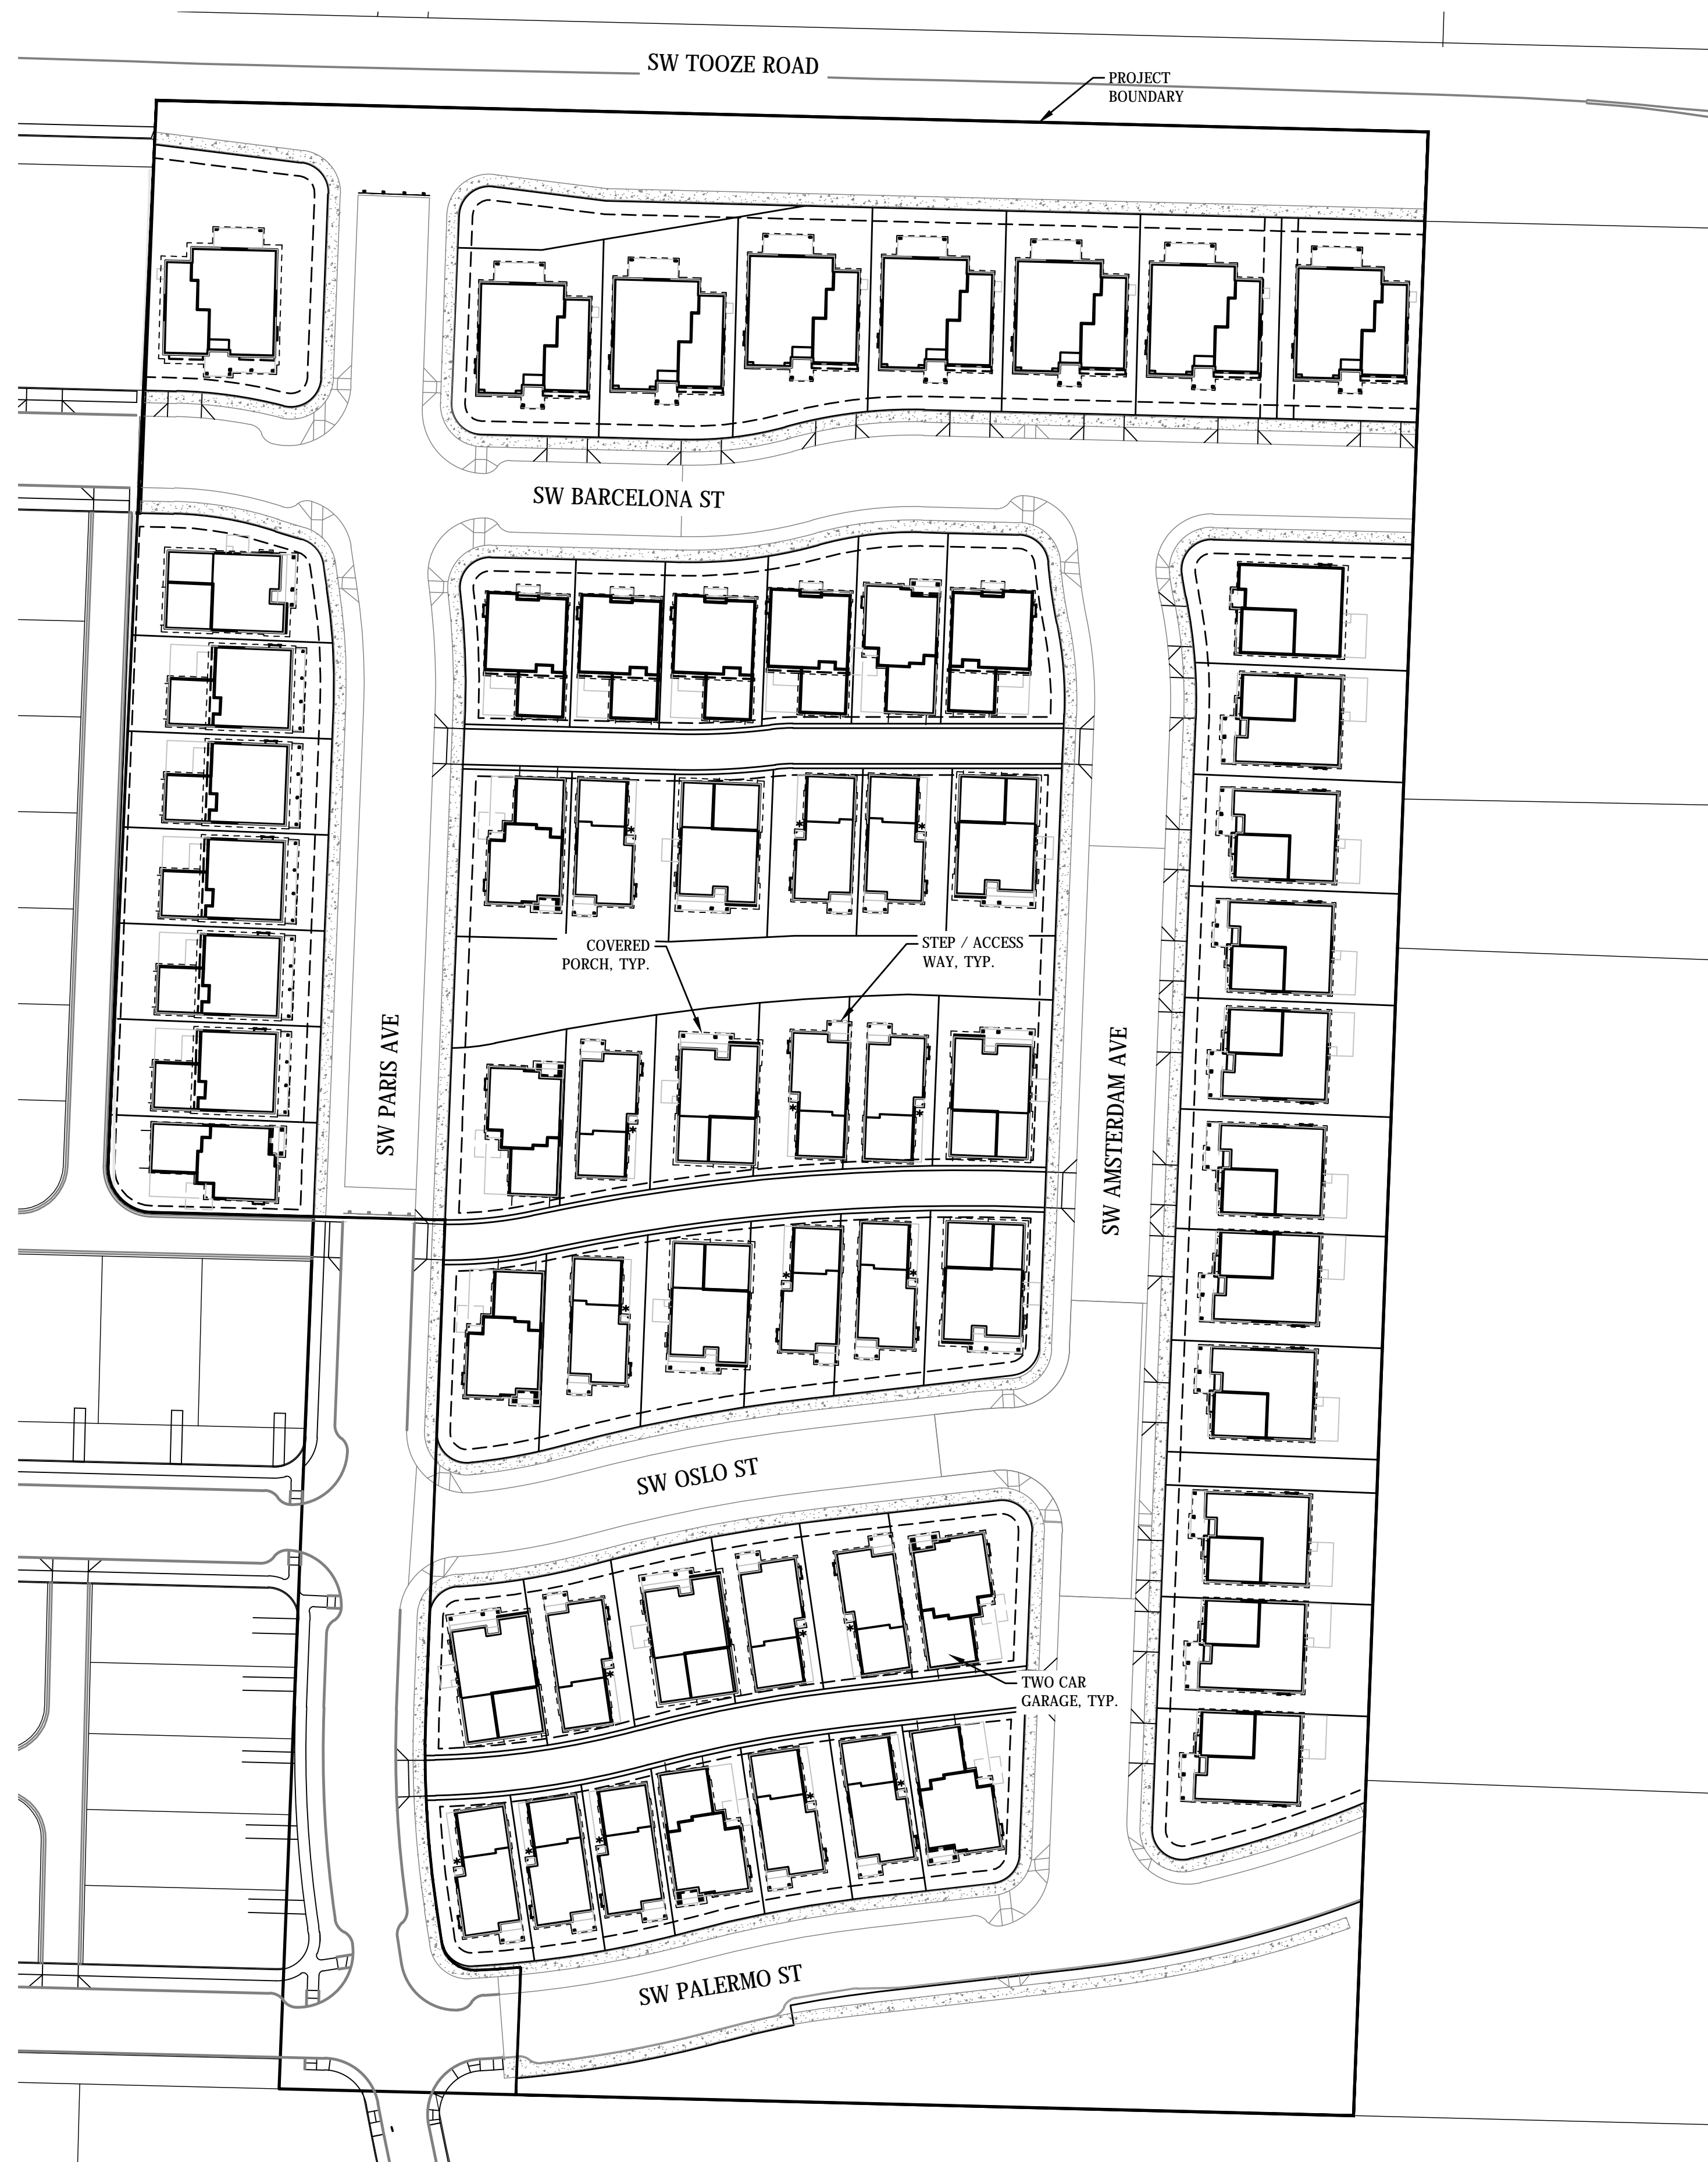 SW TOOZE ROAD
PROJECT
BOUNDARY
SW BARCELONA ST
COVERED
PORCH, TYP.
STEP / ACCESS
WAY, TYP.
SW PARIS AVE
SW AMSTERDAM AVE
SW OSLO ST
TWO CAR
GARAGE, TYP.
SW PALERMO ST